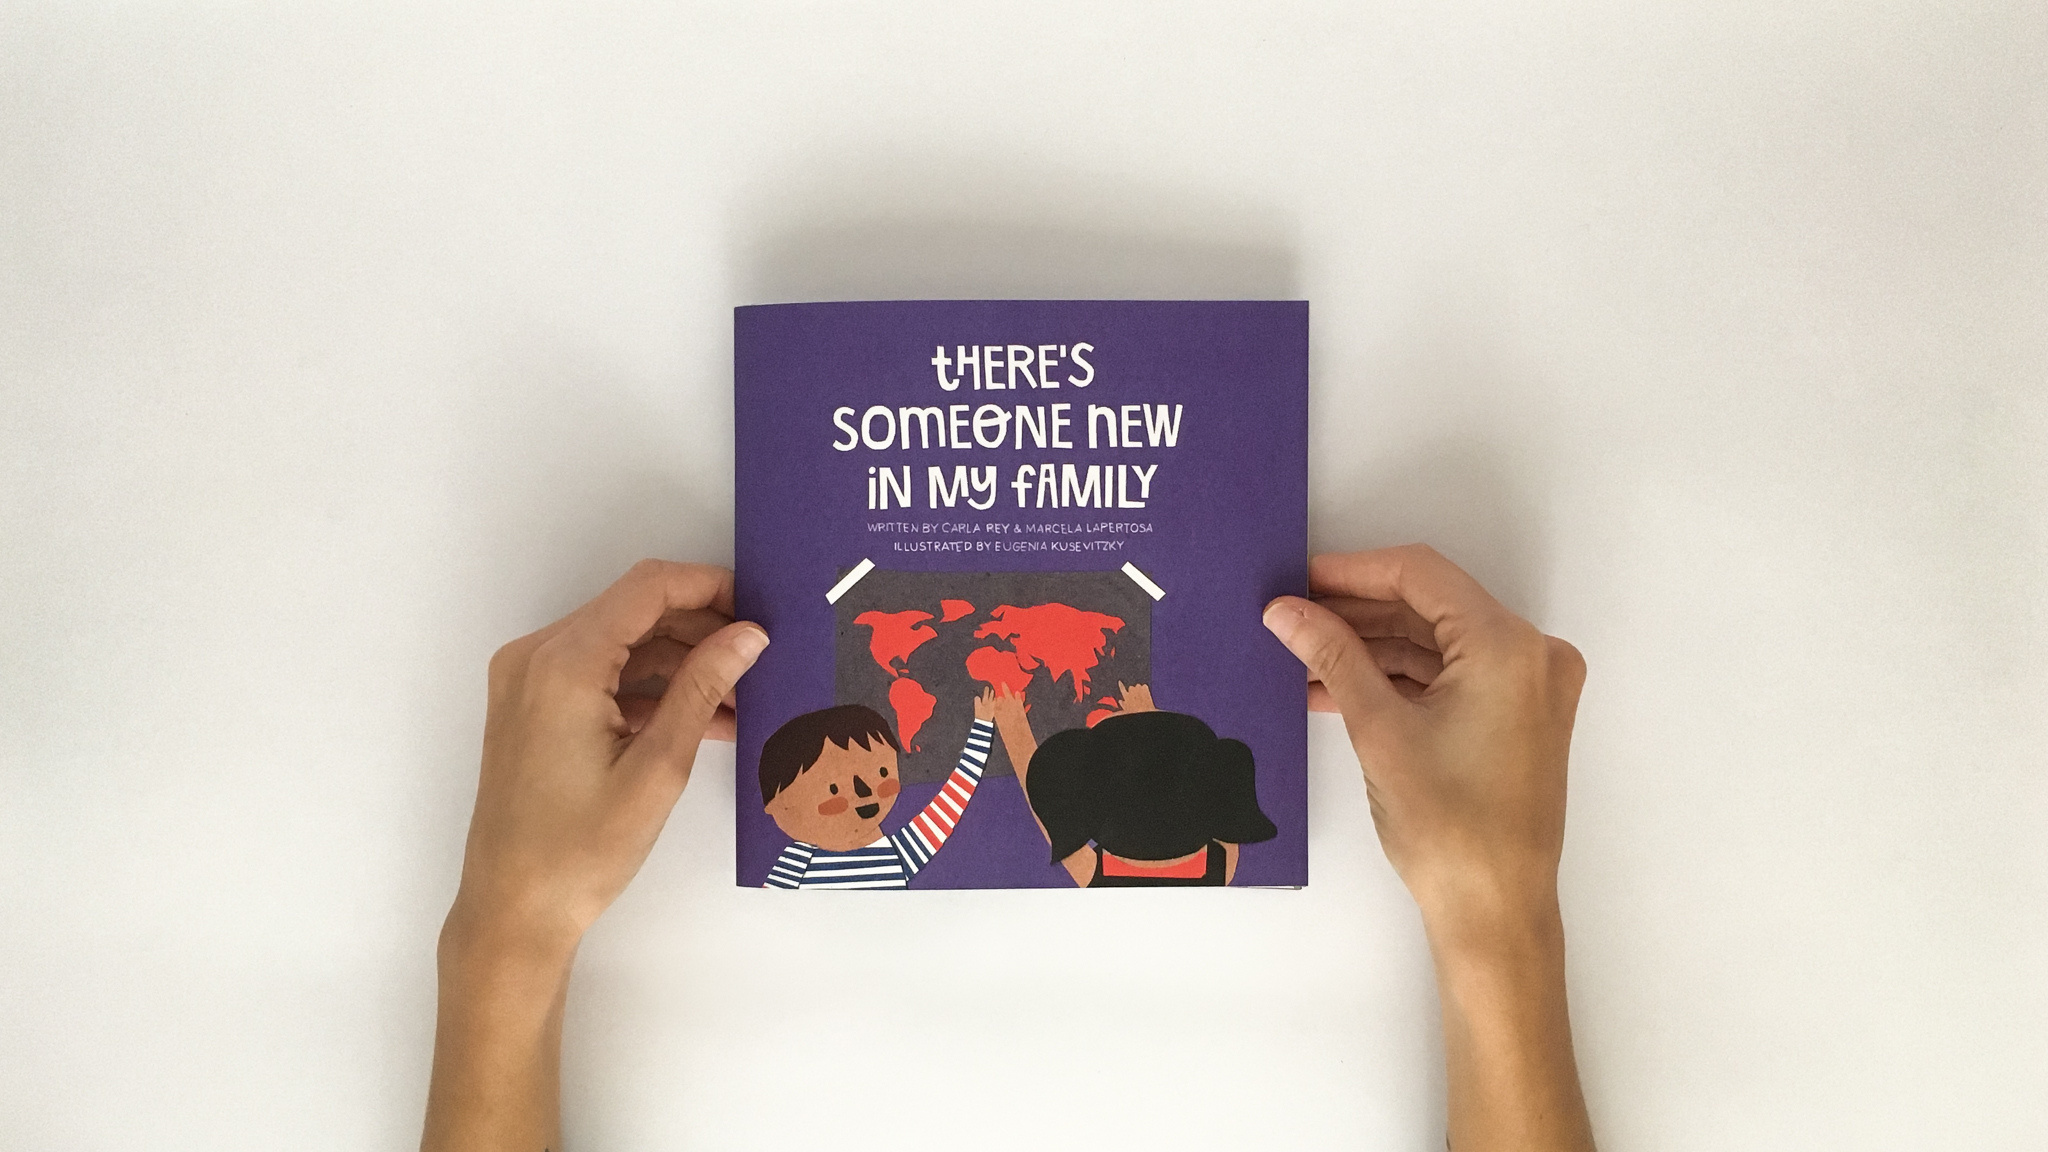 tHERE'S
SOmEONE nEW
iN My fAMILY
WRITTEN BY CARLA REY & MARCELA LAPERTOSA
ILLUSTRATED BY EUGENIA KUSEVITZKY